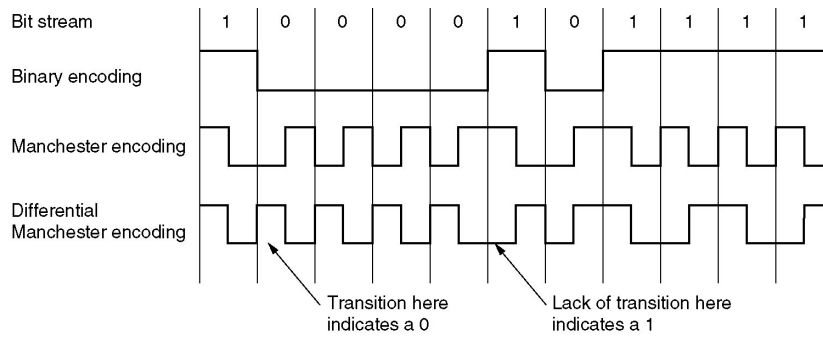 Bit stream 1 0 0 0 0 1 0 1 1 1 1
Binary encoding
Manchester encoding
Differential
Manchester encoding
Transition here
indicates a 0
Lack of transition here
indicates a 1